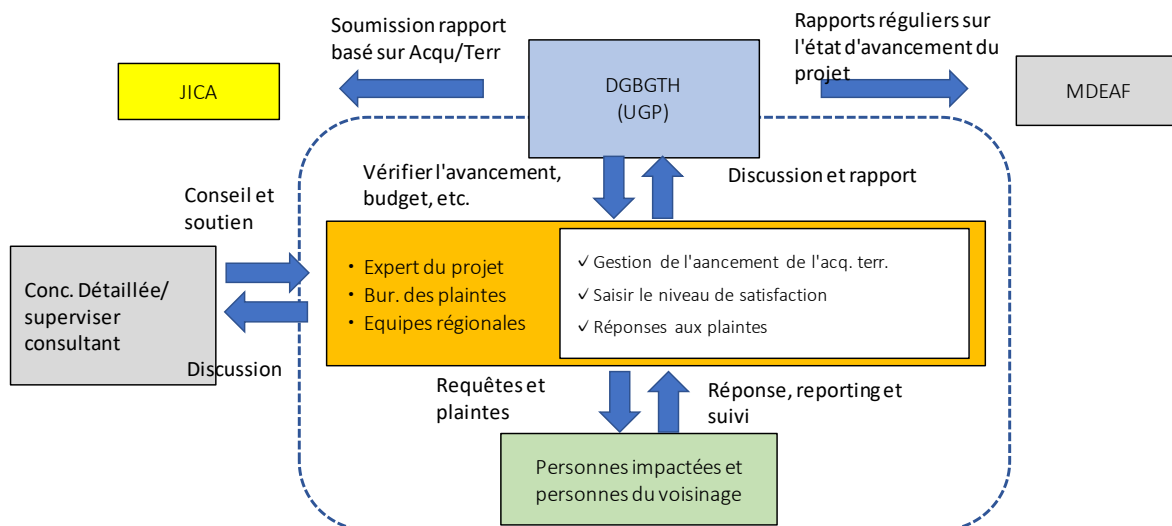 Soumission rapport
basé sur Acqu/Terr
Rapports réguliers sur
l'état d'avancement du
projet
JICA
DGBGTH
(UGP)
MDEAF
Vérifier l'avancement,
budget, etc.
Discussion et rapport
Conseil et
soutien
Conc. Détaillée/
superviser
consultant
Discussion
• Expert du projet
• Bur. des plaintes
• Equipes régionales
✓ Gestion de l'aancement de l'acq. terr.
✓ Saisir le niveau de satisfaction
✓ Réponses aux plaintes
Requêtes et
plaintes
Réponse, reporting et
suivi
Personnes impactées et
personnes du voisinage